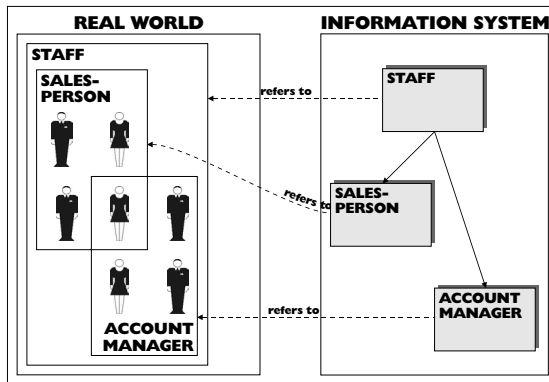 REAL WORLD
STAFF
SALES-
PERSON
ACCOUNT
MANAGER
INFORMATION SYSTEM
STAFF
refers to
SALES-
PERSON
refers to
ACCOUNT
MANAGER
refers to